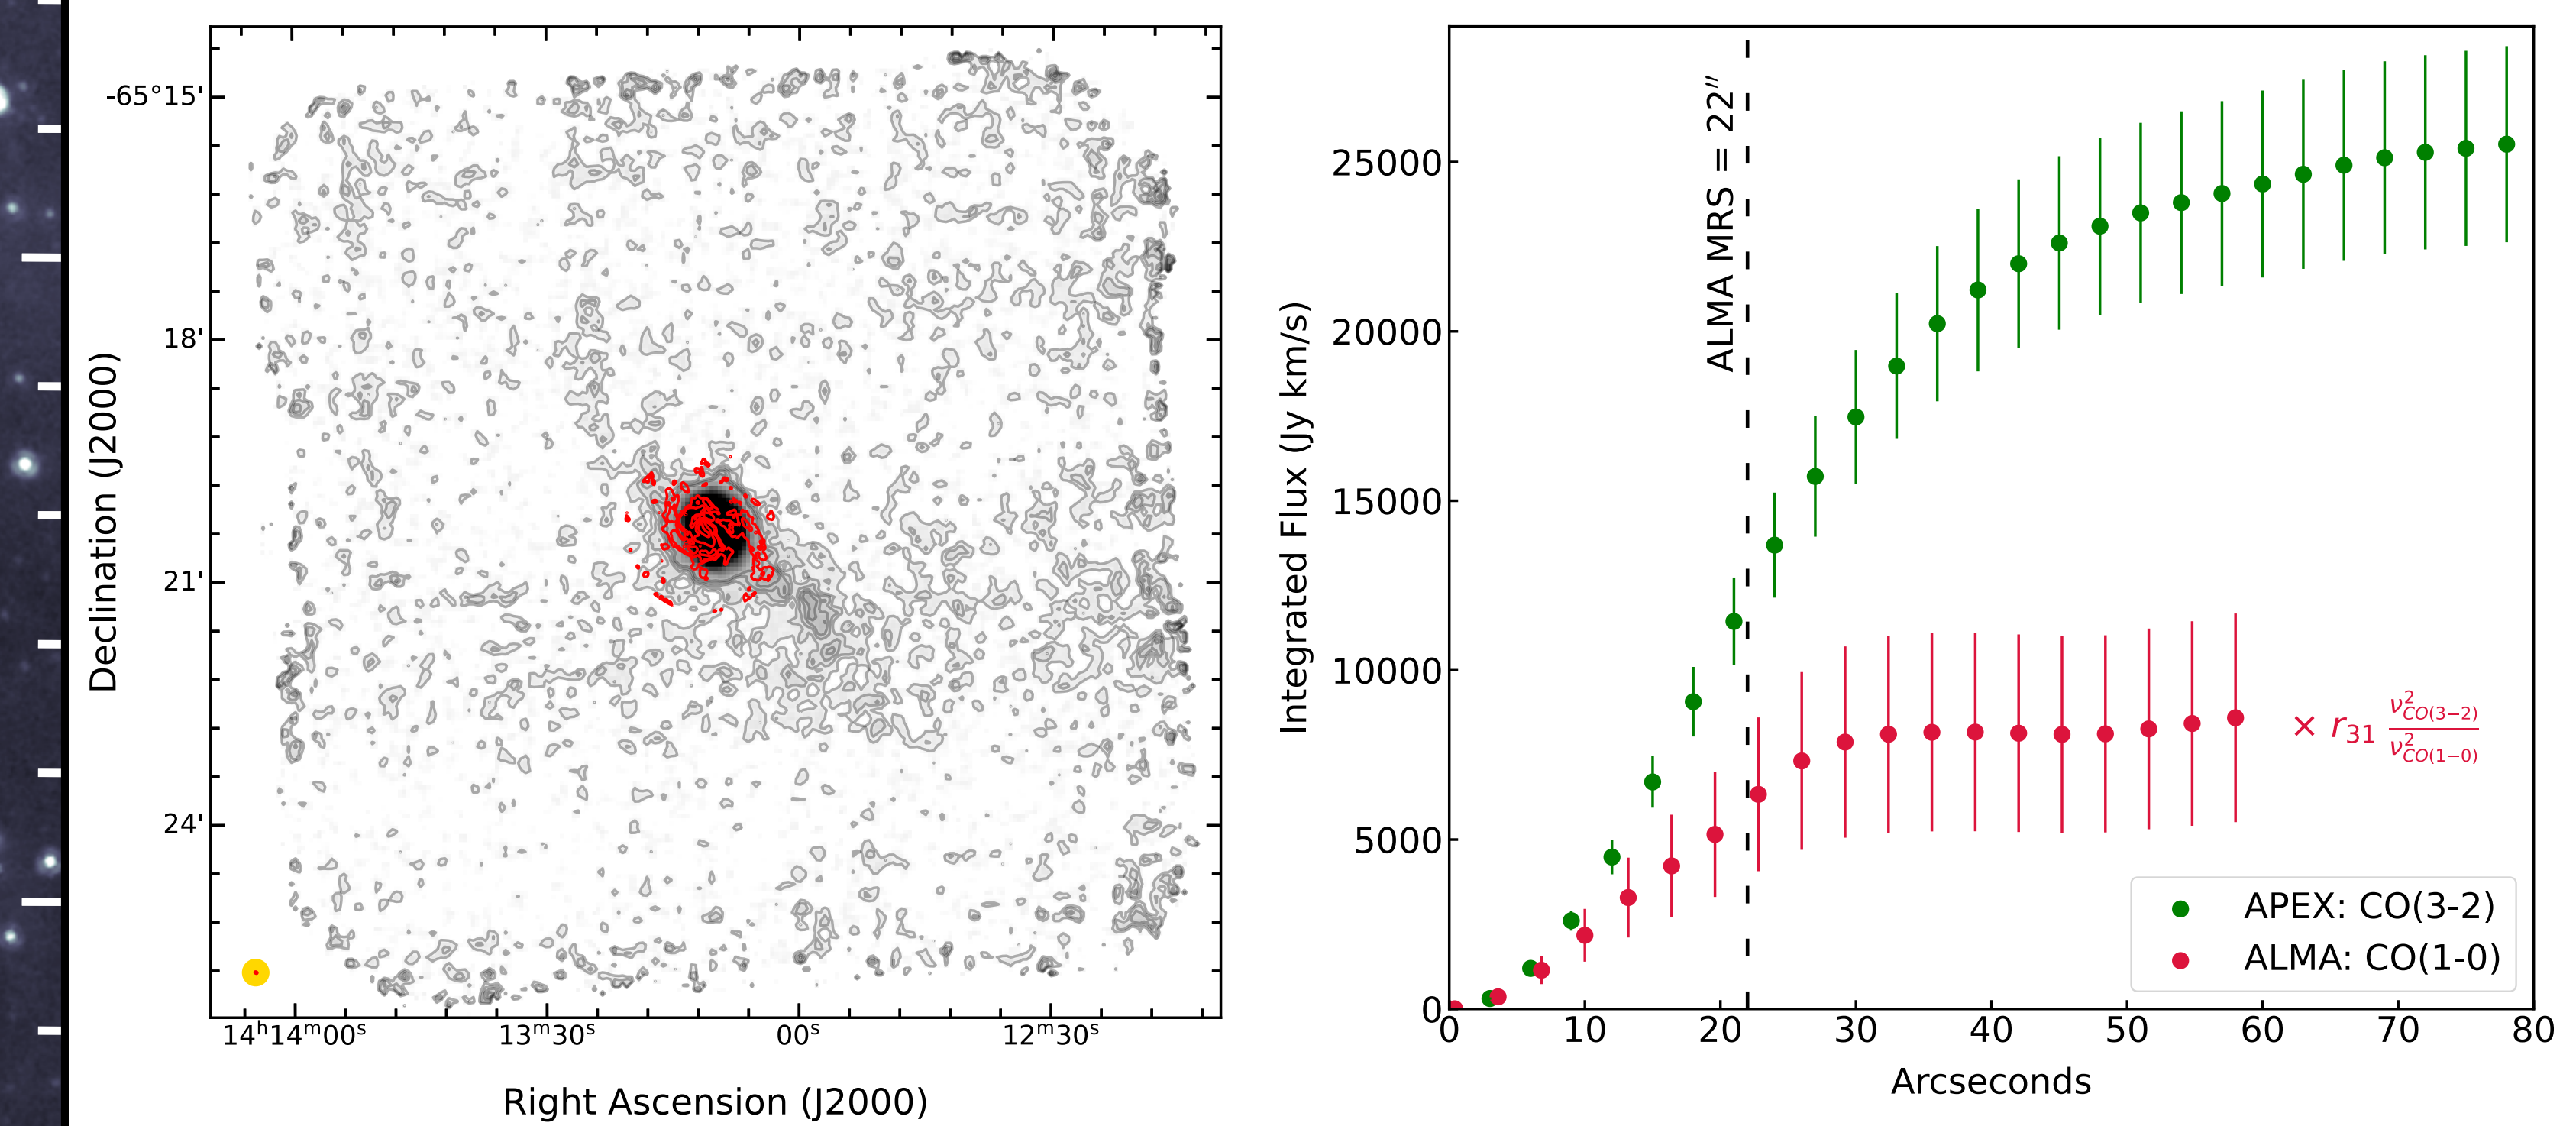 -65°15'
18'
21'
24'
Declination (J2000)
14ʰ14ᵐ00ˢ
13ᵐ30ˢ
00ˢ
12ᵐ30ˢ
Right Ascension (J2000)
25000
20000
15000
10000
5000
0
Integrated Flux (Jy km/s)
ALMA MRS = 22″
× r₃₁ ν²CO(3−2)
ν²CO(1−0)
APEX: CO(3-2)
ALMA: CO(1-0)
0
10
20
30
40
50
60
70
80
Arcseconds